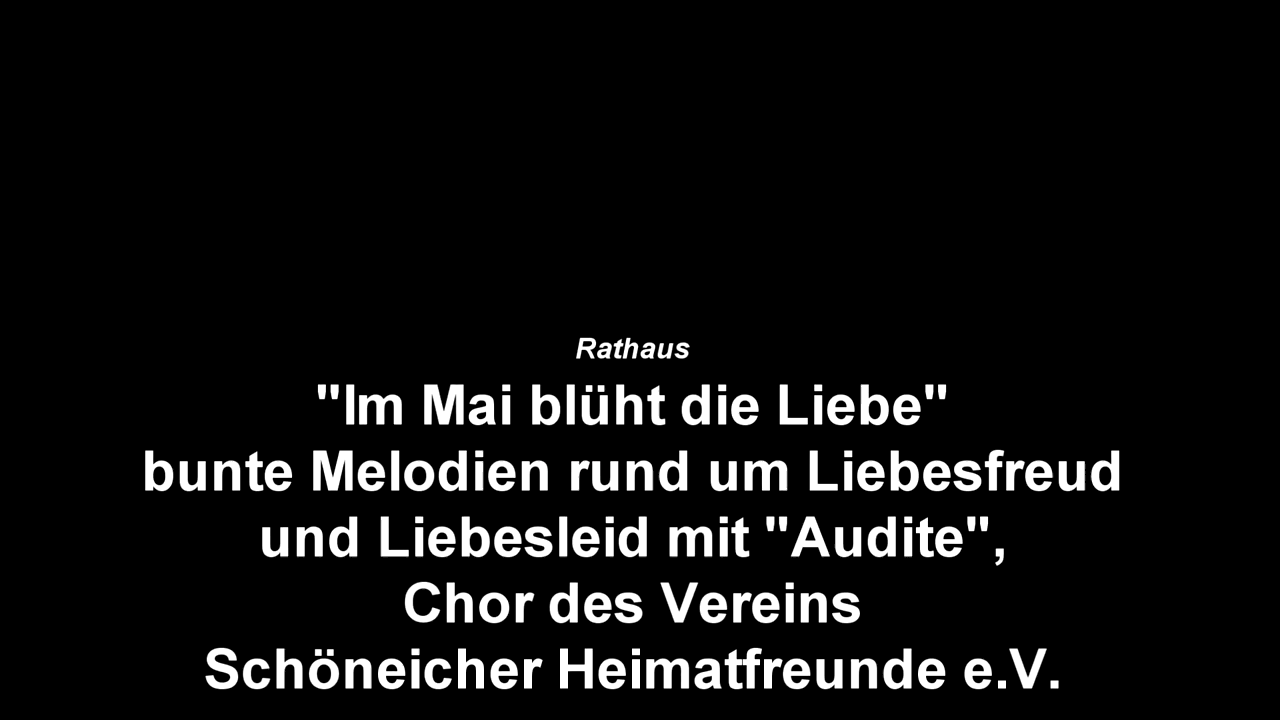 Rathaus
"Im Mai blüht die Liebe"
bunte Melodien rund um Liebesfreud
und Liebesleid mit "Audite",
Chor des Vereins
Schöneicher Heimatfreunde e.V.